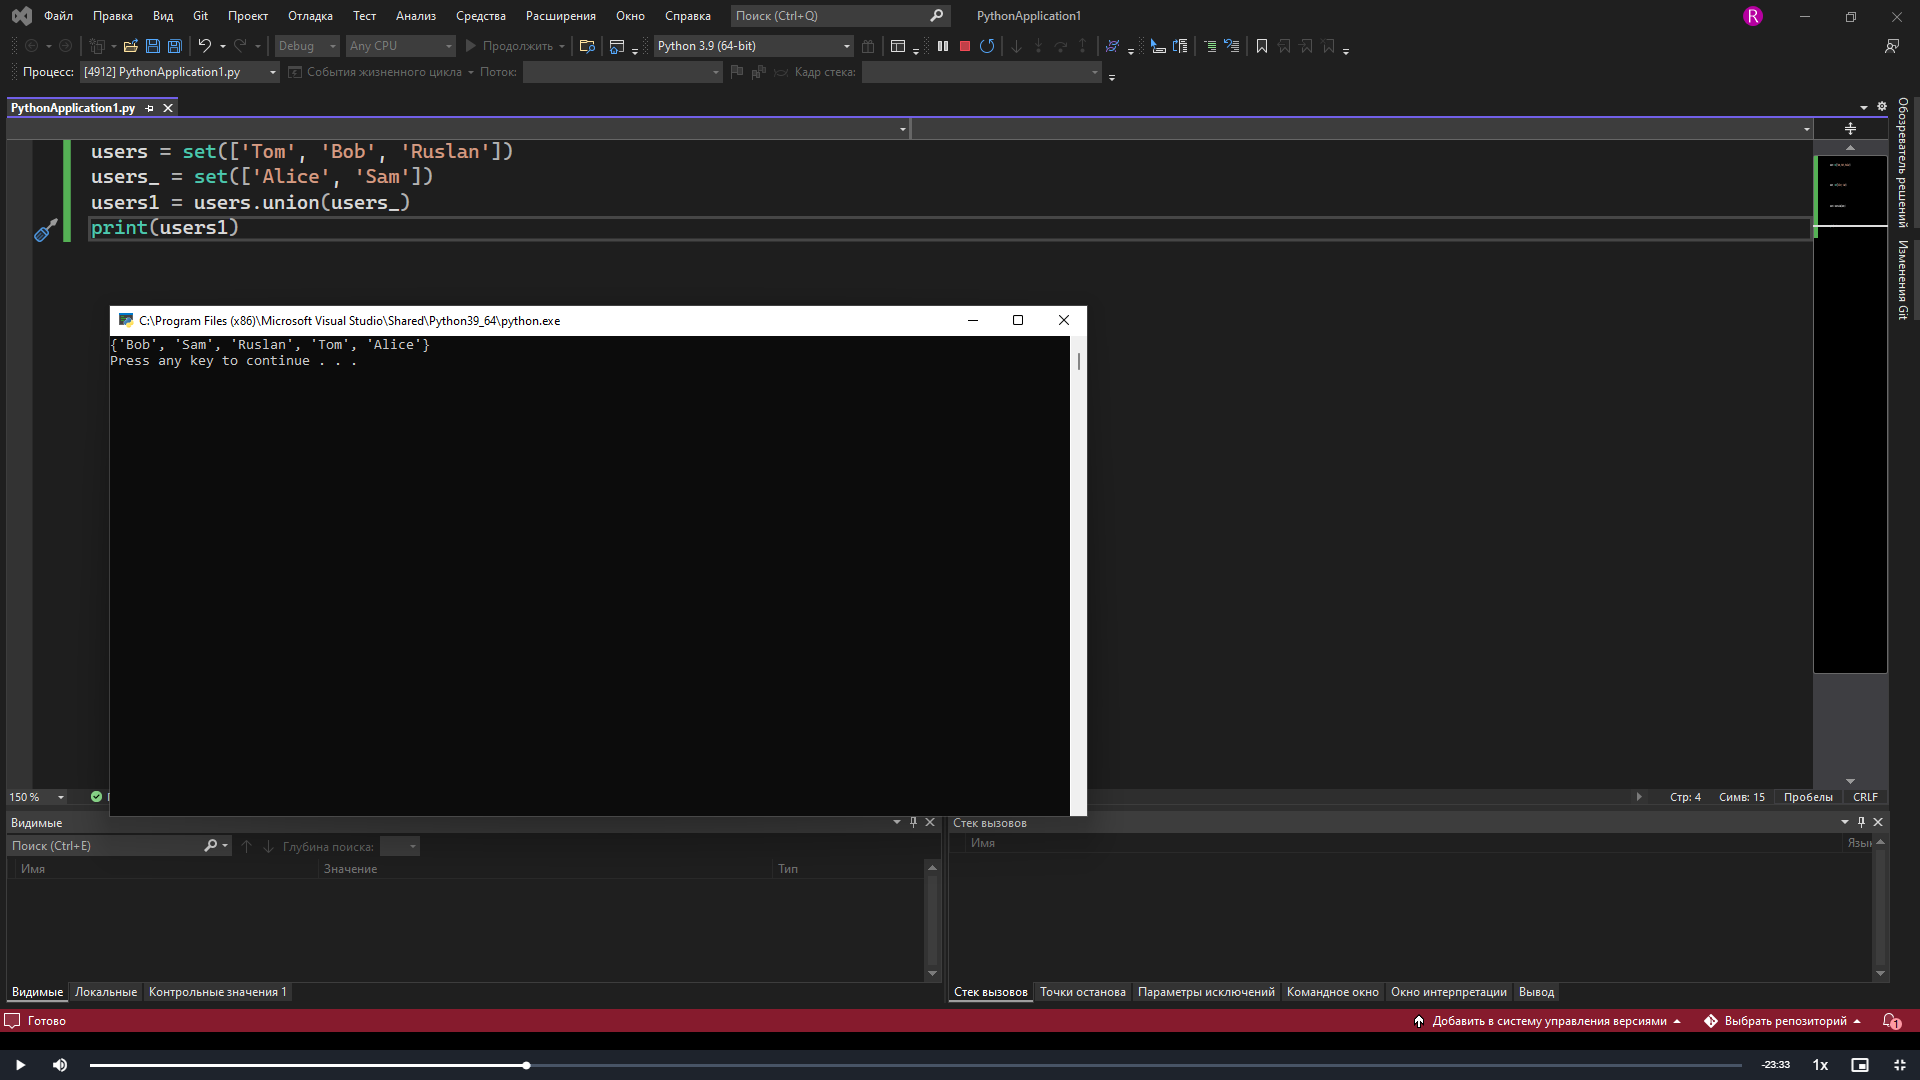 Файл Правка Вид Git Проект Отладка Тест Анализ Средства Расширения Окно Справка Поиск (Ctrl+Q) PythonApplication1 R
Debug Any CPU Продолжить Python 3.9 (64-bit)
Процесс: [4912] PythonApplication1.py События жизненного цикла Поток: Кадр стека:
PythonApplication1.py
Обозреватель решений
Изменения Git
users = set(['Tom', 'Bob', 'Ruslan'])
users_ = set(['Alice', 'Sam'])
users1 = users.union(users_)
print(users1)
C:\Program Files (x86)\Microsoft Visual Studio\Shared\Python39_64\python.exe
{'Bob', 'Sam', 'Ruslan', 'Tom', 'Alice'}
Press any key to continue . . .
150 % Стр: 4 Симв: 15 Пробелы CRLF
Видимые
Поиск (Ctrl+E) Глубина поиска:
Имя Значение Тип
Видимые Локальные Контрольные значения 1
Стек вызовов
Имя
Стек вызовов Точки останова Параметры исключений Командное окно Окно интерпретации Вывод
Готово Добавить в систему управления версиями Выбрать репозиторий 1
-23:33 1x